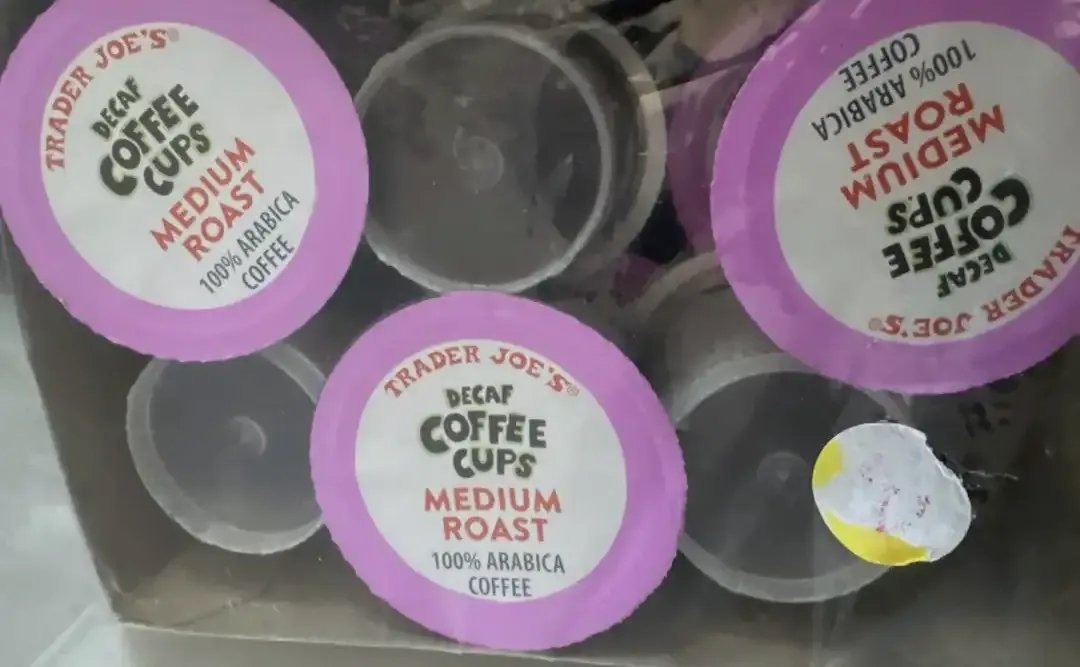 TRADER JOE'S®
DECAF
COFFEE
CUPS
MEDIUM
ROAST
100% ARABICA
COFFEE
TRADER JOE'S®
DECAF
COFFEE
CUPS
MEDIUM
ROAST
100% ARABICA
COFFEE
TRADER JOE'S®
DECAF
COFFEE
CUPS
MEDIUM
ROAST
100% ARABICA
COFFEE